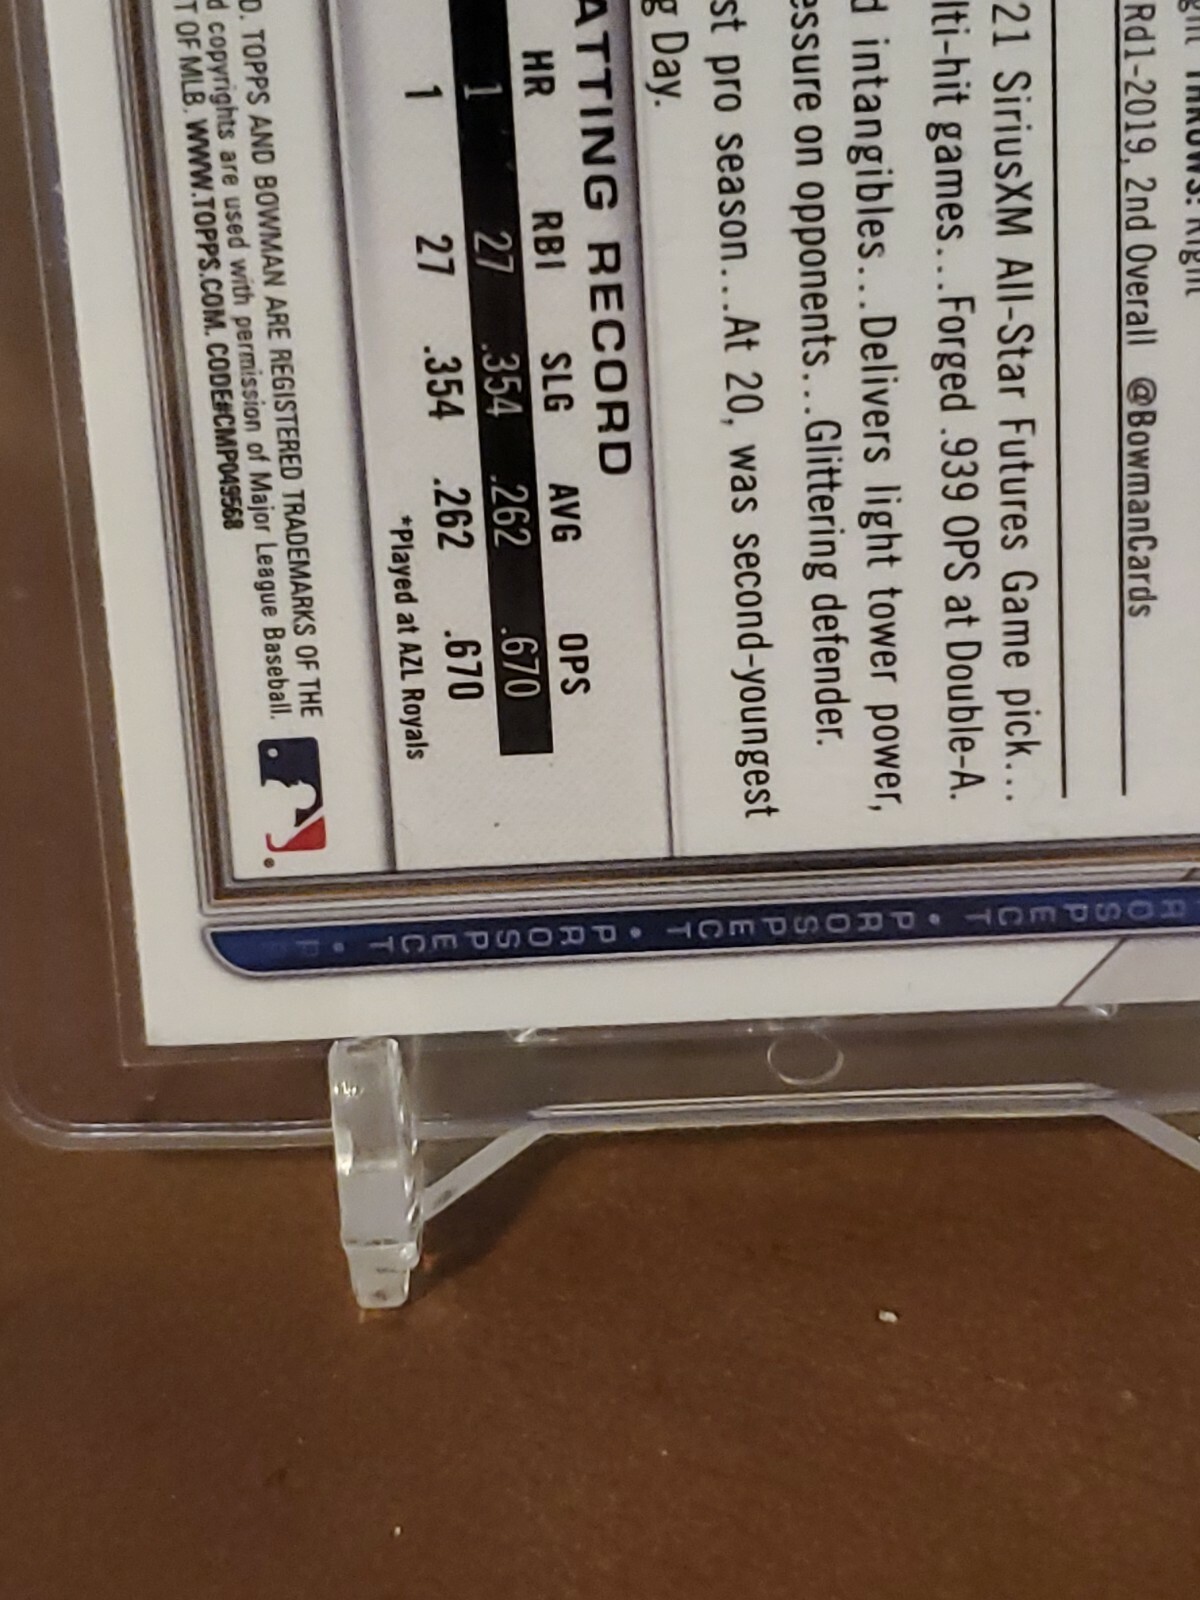 THROWS: Right
Rd1-2019, 2nd Overall @BowmanCards
21 SiriusXM All-Star Futures Game pick...
lti-hit games...Forged .939 OPS at Double-A.
d intangibles...Delivers light tower power,
essure on opponents...Glittering defender.
st pro season...At 20, was second-youngest
g Day.
ATTING RECORD
HR RBI SLG AVG OPS
1 27 .354 .262 .670
1 27 .354 .262 .670
*Played at AZL Royals
D. TOPPS AND BOWMAN ARE REGISTERED TRADEMARKS OF THE
d copyrights are used with permission of Major League Baseball.
T OF MLB. WWW.TOPPS.COM. CODE#CMP049568
ROSPECT • PROSPECT • PROSPECT • P